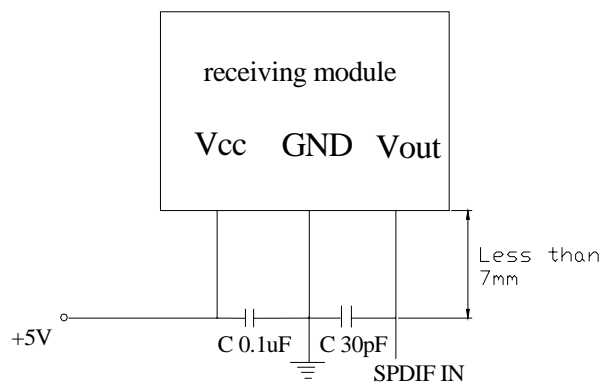 receiving module
Vcc GND Vout
Less than
7mm
+5V
C 0.1uF
C 30pF
SPDIF IN